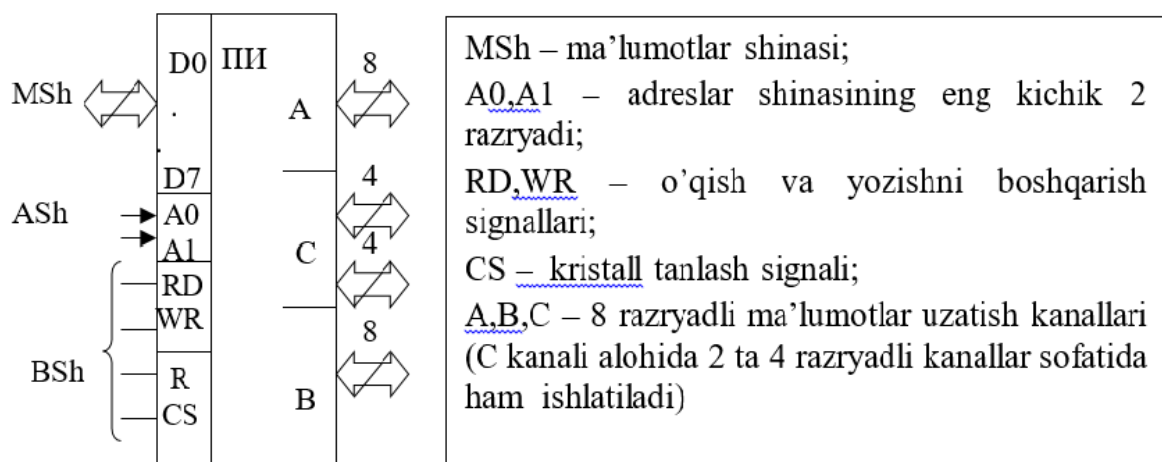 MSh
D0
ПИ
.
.
D7
A
8
ASh
A0
A1
C
4
4
BSh
RD
WR
R
CS
B
8
MSh – ma’lumotlar shinasi;
A0,A1 – adreslar shinasining eng kichik 2
razryadi;
RD,WR – o’qish va yozishni boshqarish
signallari;
CS – kristall tanlash signali;
A,B,C – 8 razryadli ma’lumotlar uzatish kanallari
(C kanali alohida 2 ta 4 razryadli kanallar sofatida
ham ishlatiladi)